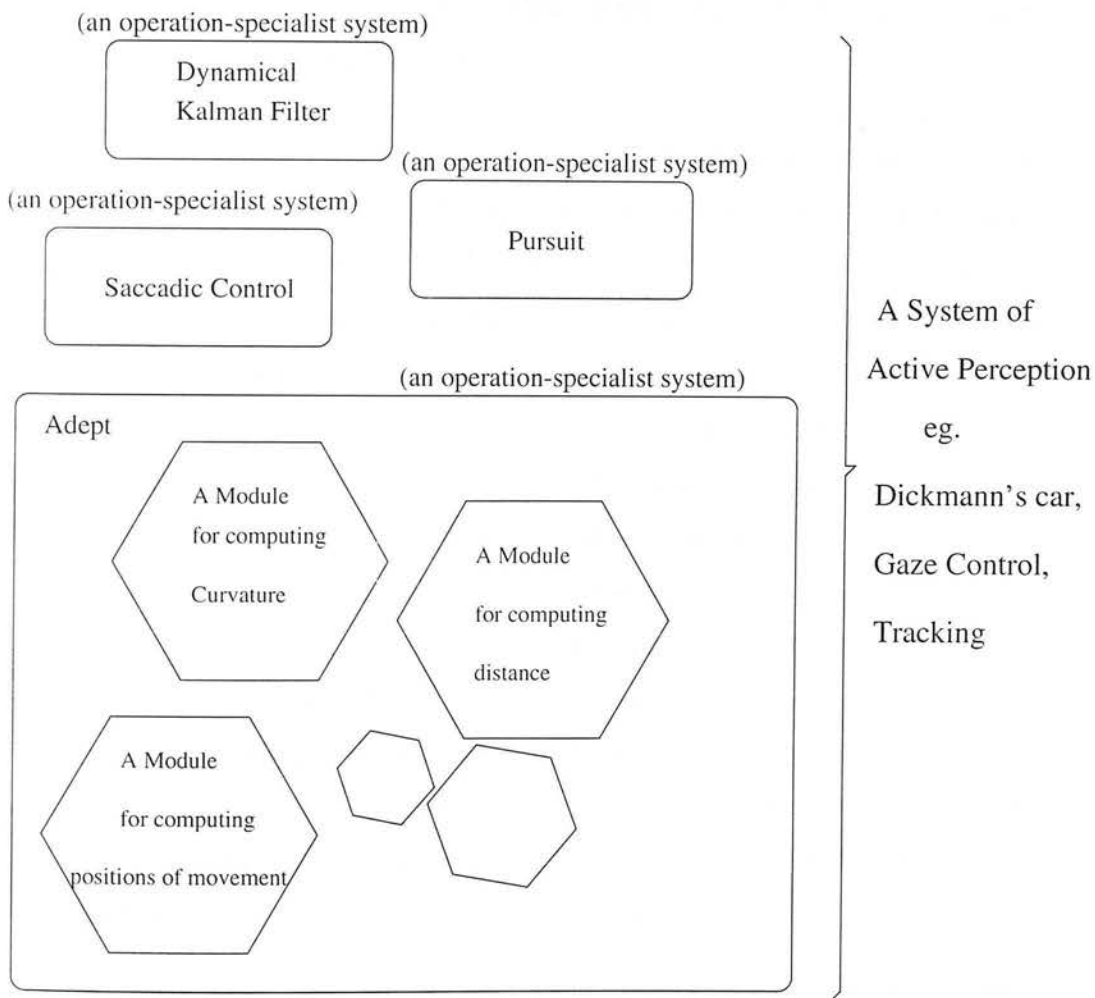 (an operation-specialist system)
Dynamical
Kalman Filter
(an operation-specialist system)
Pursuit
(an operation-specialist system)
Saccadic Control
(an operation-specialist system)
Adept
A Module
for computing
Curvature
A Module
for computing
distance
A Module
for computing
positions of movement
A System of
Active Perception
eg.
Dickmann's car,
Gaze Control,
Tracking